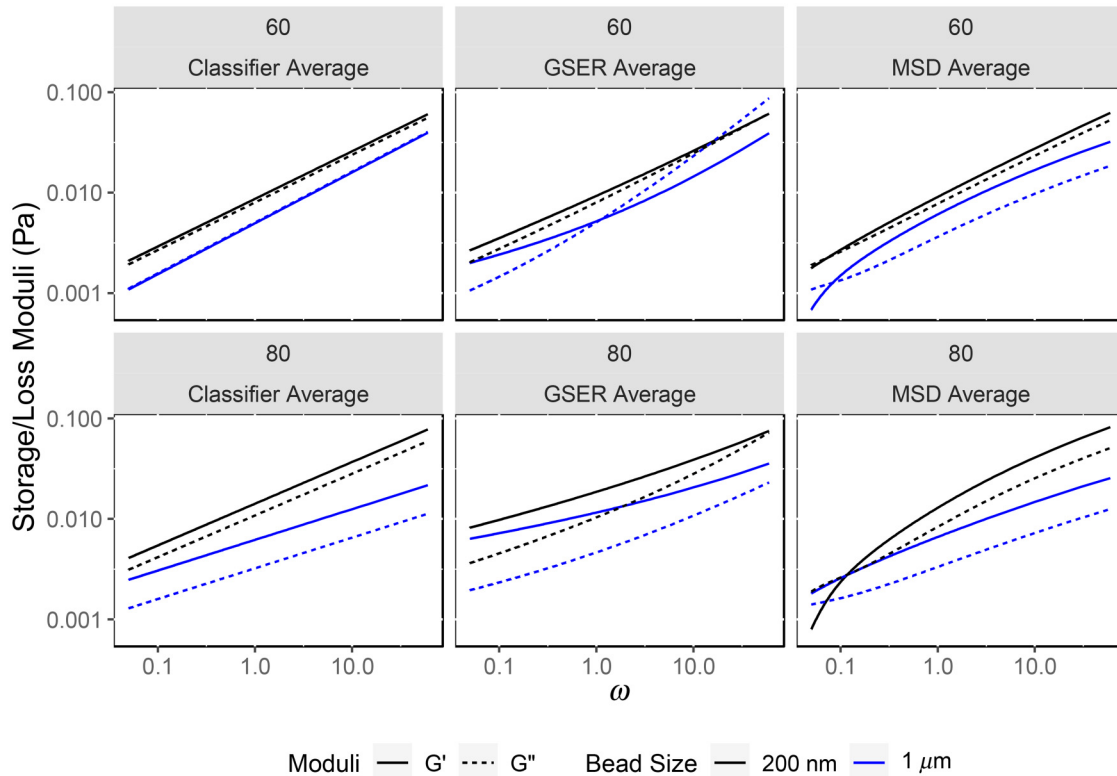 60 60 60
Classifier Average GSER Average MSD Average
0.100
0.010
0.001
80 80 80
Classifier Average GSER Average MSD Average
0.100
0.010
0.001
Storage/Loss Moduli (Pa)
0.1 1.0 10.0 0.1 1.0 10.0 0.1 1.0 10.0
ω
Moduli G' G" Bead Size 200 nm 1 μm